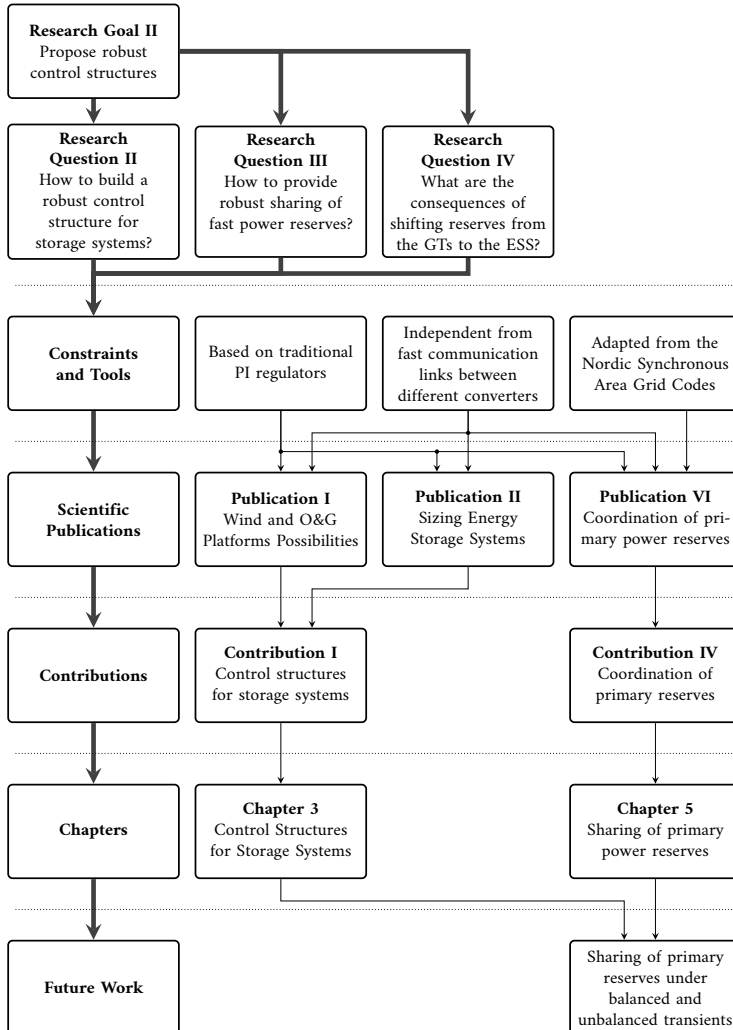 Research Goal II
Propose robust
control structures
Research
Question II
How to build a
robust control
structure for
storage systems?
Research
Question III
How to provide
robust sharing of
fast power reserves?
Research
Question IV
What are the
consequences of
shifting reserves from
the GTs to the ESS?
Constraints
and Tools
Based on traditional
PI regulators
Independent from
fast communication
links between
different converters
Adapted from the
Nordic Synchronous
Area Grid Codes
Scientific
Publications
Publication I
Wind and O&G
Platforms Possibilities
Publication II
Sizing Energy
Storage Systems
Publication VI
Coordination of pri-
mary power reserves
Contributions
Contribution I
Control structures
for storage systems
Contribution IV
Coordination of
primary reserves
Chapters
Chapter 3
Control Structures
for Storage Systems
Chapter 5
Sharing of primary
power reserves
Future Work
Sharing of primary
reserves under
balanced and
unbalanced transients